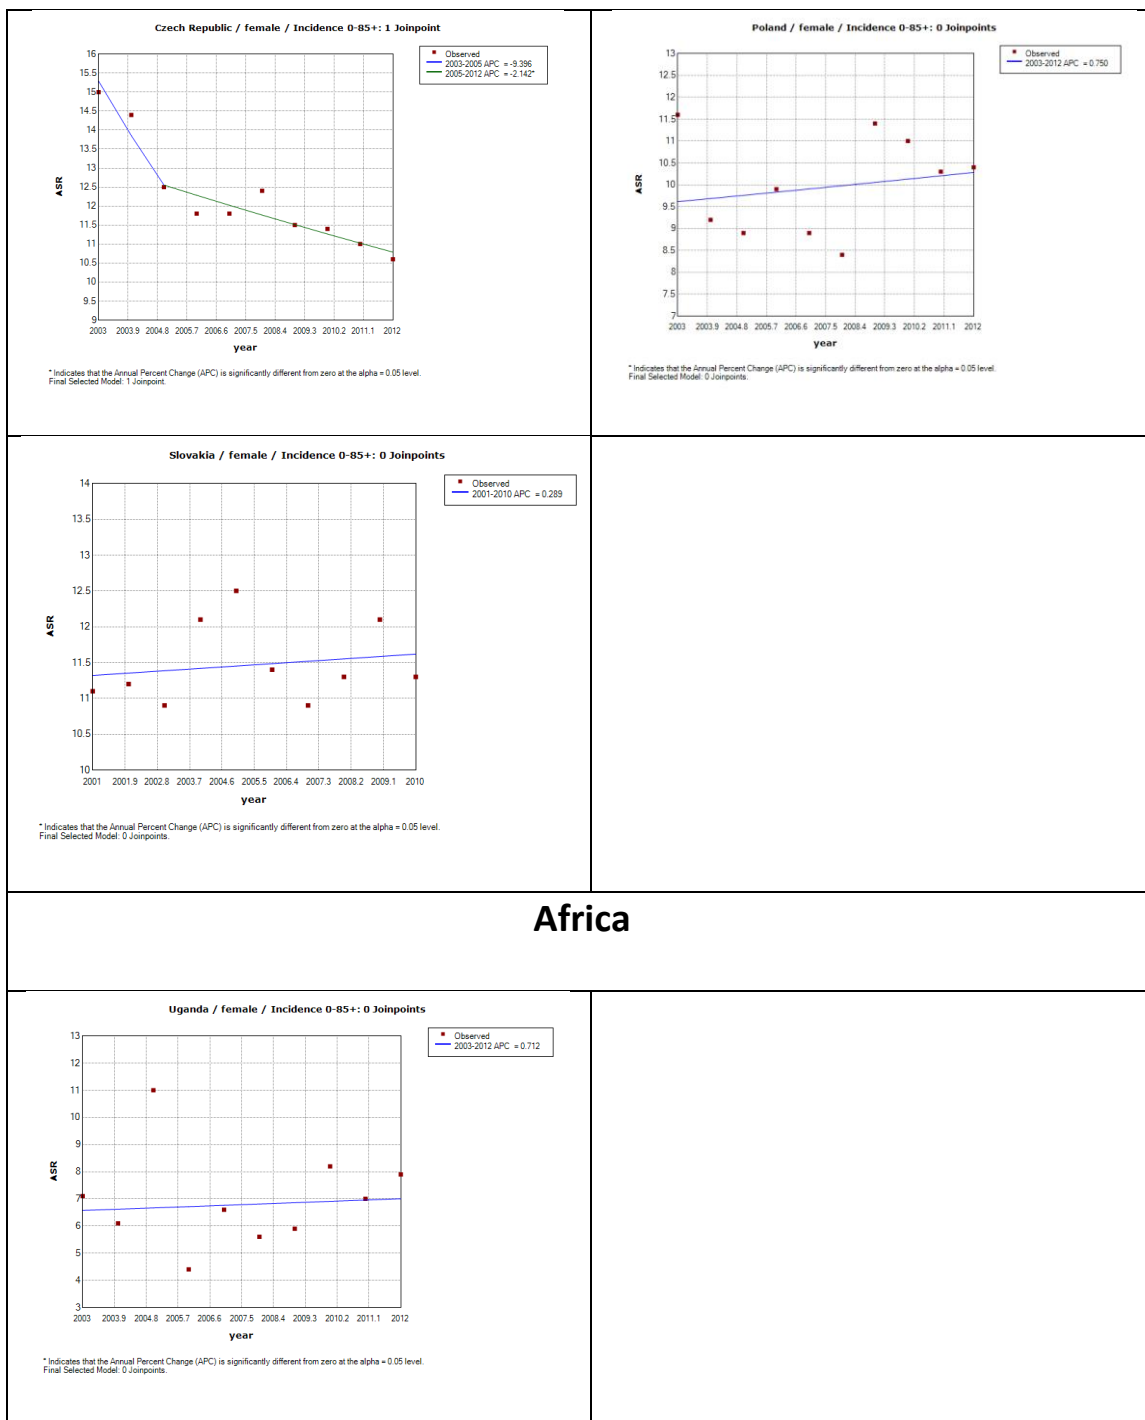 Czech Republic / female / Incidence 0-85+: 1 Joinpoint
Observed
2003-2005 APC = -9.396
2005-2012 APC = -2.142*
16
15.5
15
14.5
14
13.5
13
12.5
12
11.5
11
10.5
10
9.5
9
ASR
2003 2003.9 2004.8 2005.7 2006.6 2007.5 2008.4 2009.3 2010.2 2011.1 2012
year
* Indicates that the Annual Percent Change (APC) is significantly different from zero at the alpha = 0.05 level.
Final Selected Model: 1 Joinpoint.
Poland / female / Incidence 0-85+: 0 Joinpoints
Observed
2003-2012 APC = 0.750
13
12.5
12
11.5
11
10.5
10
9.5
9
8.5
8
7.5
7
ASR
2003 2003.9 2004.8 2005.7 2006.6 2007.5 2008.4 2009.3 2010.2 2011.1 2012
year
* Indicates that the Annual Percent Change (APC) is significantly different from zero at the alpha = 0.05 level.
Final Selected Model: 0 Joinpoints.
Slovakia / female / Incidence 0-85+: 0 Joinpoints
Observed
2001-2010 APC = 0.289
14
13.5
13
12.5
12
11.5
11
10.5
10
ASR
2001 2001.9 2002.8 2003.7 2004.6 2005.5 2006.4 2007.3 2008.2 2009.1 2010
year
* Indicates that the Annual Percent Change (APC) is significantly different from zero at the alpha = 0.05 level.
Final Selected Model: 0 Joinpoints.
Africa
Uganda / female / Incidence 0-85+: 0 Joinpoints
Observed
2003-2012 APC = 0.712
13
12
11
10
9
8
7
6
5
4
3
ASR
2003 2003.9 2004.8 2005.7 2006.6 2007.5 2008.4 2009.3 2010.2 2011.1 2012
year
* Indicates that the Annual Percent Change (APC) is significantly different from zero at the alpha = 0.05 level.
Final Selected Model: 0 Joinpoints.